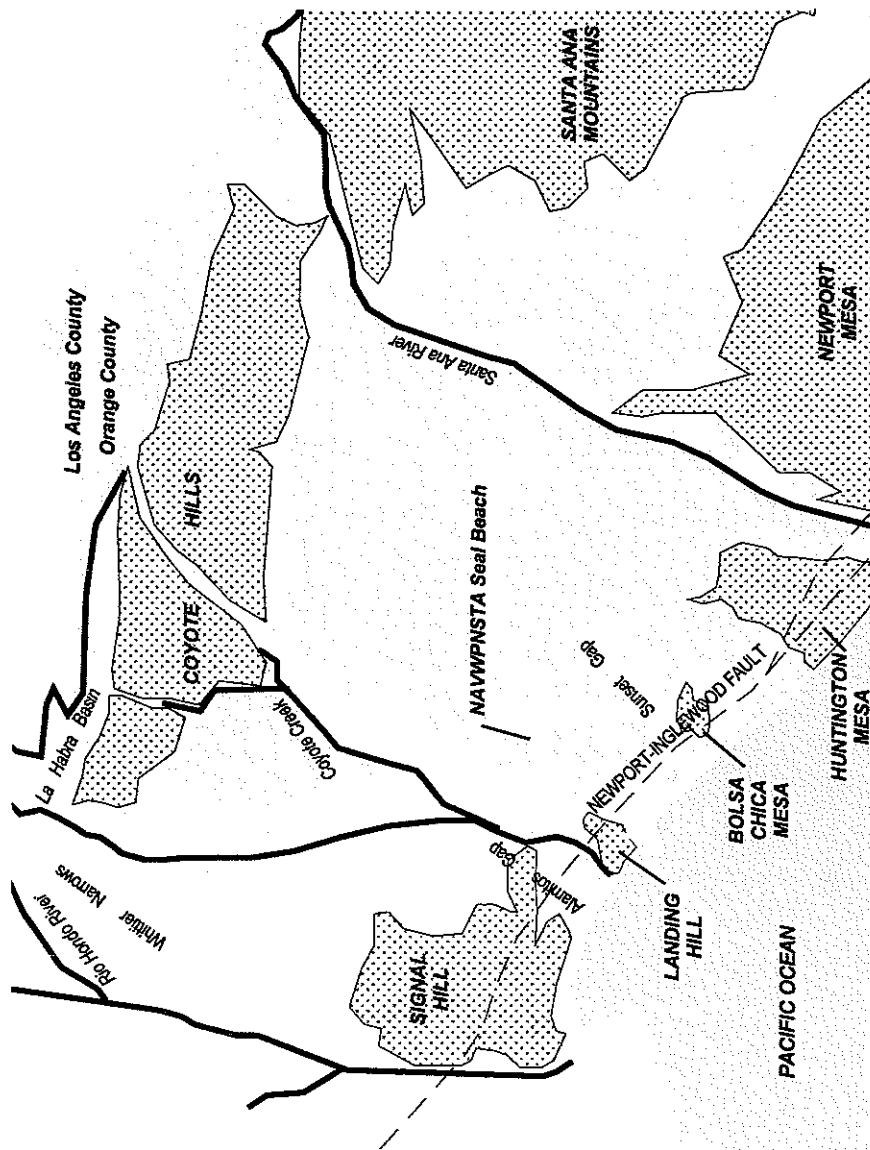 Los Angeles County
Orange County
SANTA ANA
MOUNTAINS
HILLS
COYOTE
La Habra Basin
Santa Ana River
NEWPORT
MESA
NAVWPNSTA Seal Beach
Coyote Creek
Whittier
Narrows
Rio Hondo River
Sunset
Gap
NEWPORT-INGLEWOOD FAULT
Alamitos
Gap
SIGNAL
HILL
LANDING
HILL
BOLSA
CHICA
MESA
HUNTINGTON
MESA
PACIFIC OCEAN